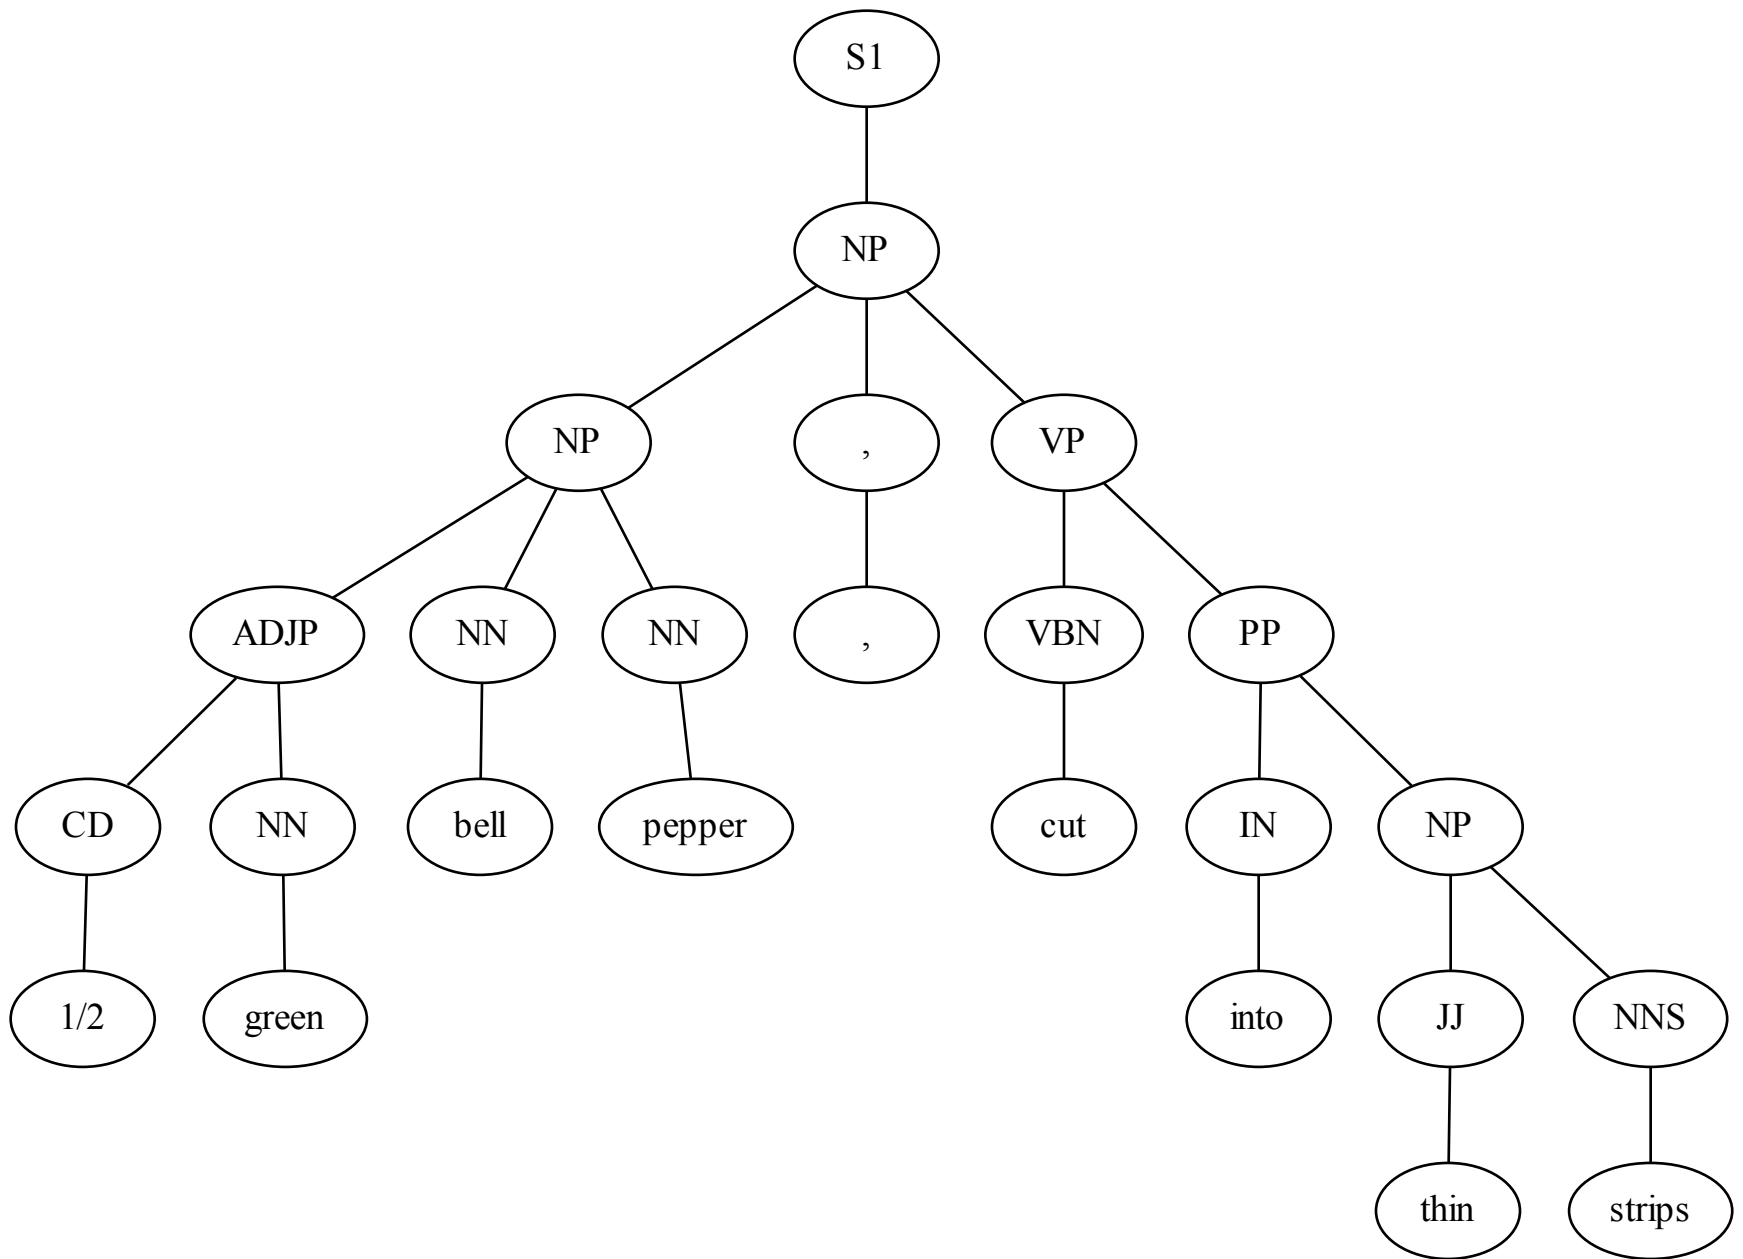 S1
NP
NP , VP
ADJP NN NN , VBN PP
CD NN bell pepper cut IN NP
1/2 green into JJ NNS
thin strips